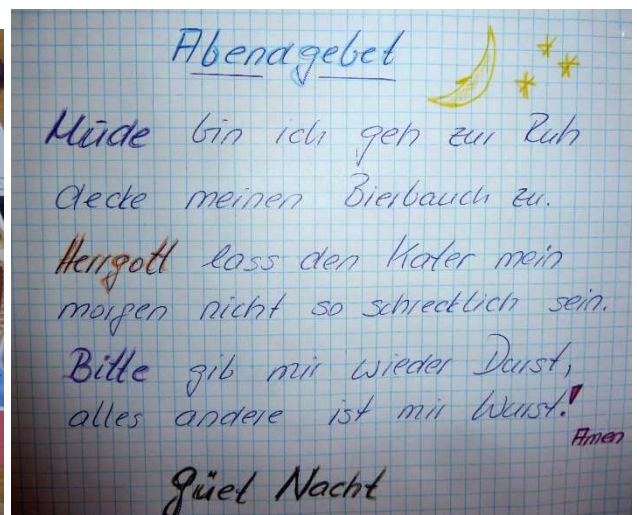 Abendgebet
Müde bin ich geh zur Ruh
decke meinen Bierbauch zu.
Herrgott lass den Kater mein
morgen nicht so schrecklich sein.
Bitte gib mir wieder Durst,
alles andere ist mir Wurst!
Amen
Güet Nacht